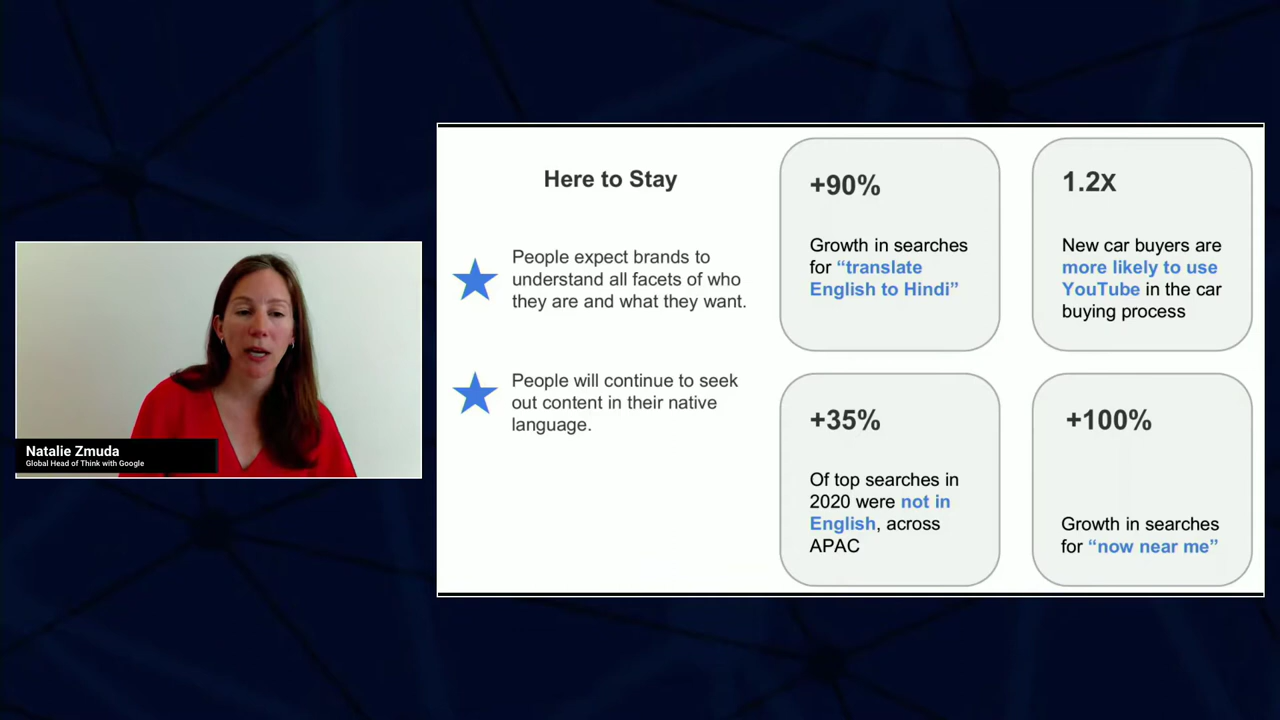 Natalie Zmuda
Global Head of Think with Google
Here to Stay
People expect brands to
understand all facets of who
they are and what they want.
People will continue to seek
out content in their native
language.
+90%
Growth in searches
for “translate
English to Hindi”
1.2x
New car buyers are
more likely to use
YouTube in the car
buying process
+35%
Of top searches in
2020 were not in
English, across
APAC
+100%
Growth in searches
for “now near me”